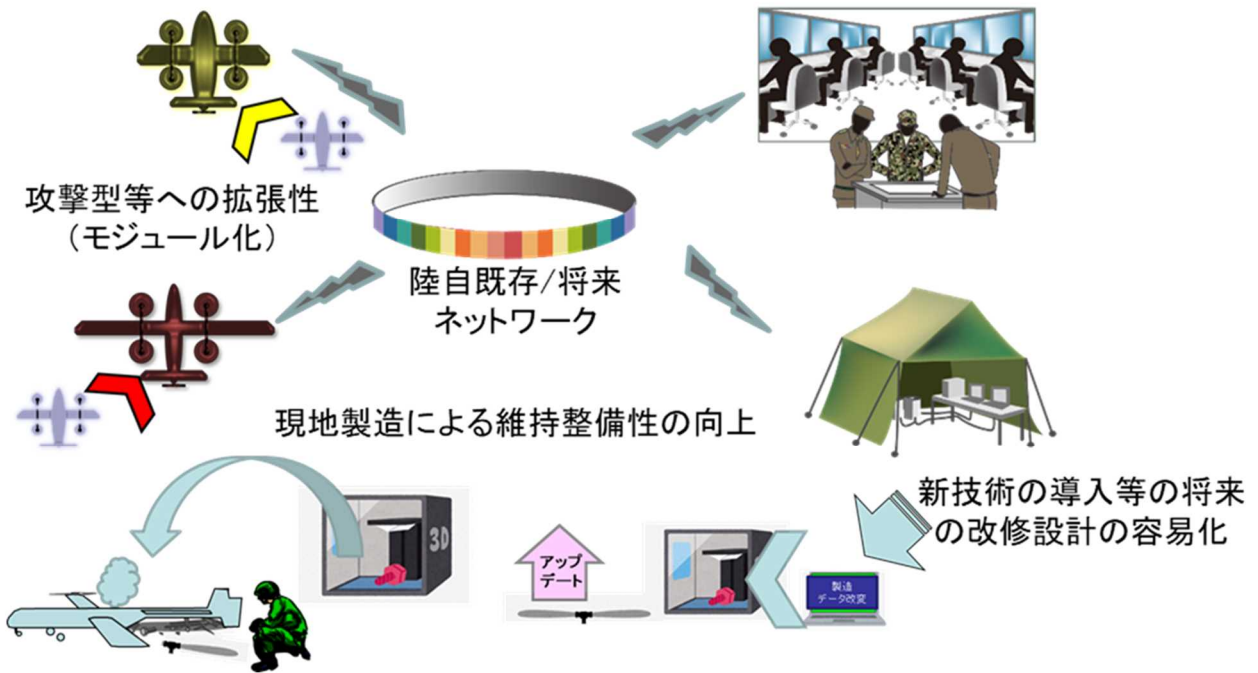 攻撃型等への拡張性
（モジュール化）
陸自既存/将来
ネットワーク
現地製造による維持整備性の向上
新技術の導入等の将来
の改修設計の容易化
3D
アップ
デート
製造
データ改変